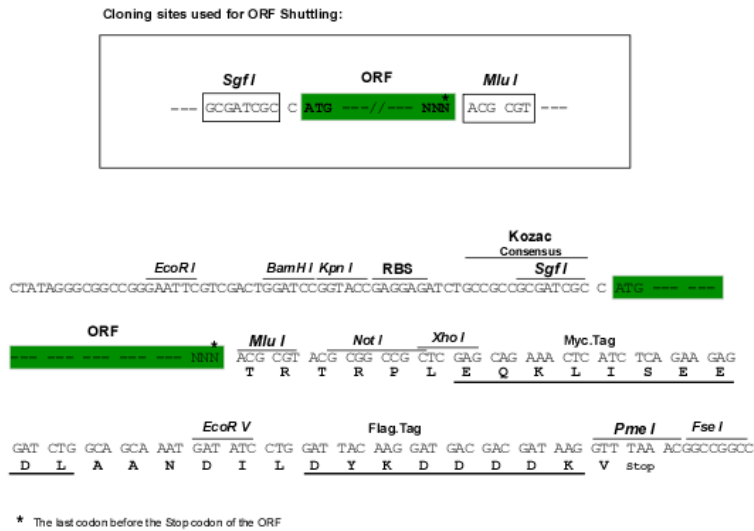 Cloning sites used for ORF Shuttling:
Sgf I ORF Mlu I
*
--- GCGATCGC C ATG ---//--- NNN ACG CGT ---
Kozac
Consensus
EcoR I BamH I Kpn I RBS Sgf I
CTATAGGGCGGCCGGGAATTCGTCGACTGGATCCGGTACCGAGGAGATCTGCCGCCGCGATCGC C ATG --- ---
ORF
* Mlu I Not I Xho I Myc.Tag
--- --- --- --- --- --- NNN ACG CGT ACG CGG CCG CTC GAG CAG AAA CTC ATC TCA GAA GAG
T R T R P L E Q K L I S E E
EcoR V Flag.Tag Pme I Fse I
GAT CTG GCA GCA AAT GAT ATC CTG GAT TAC AAG GAT GAC GAC GAT AAG GTT TAA ACGGCCGGCC
D L A A N D I L D Y K D D D D K V Stop
* The last codon before the Stop codon of the ORF